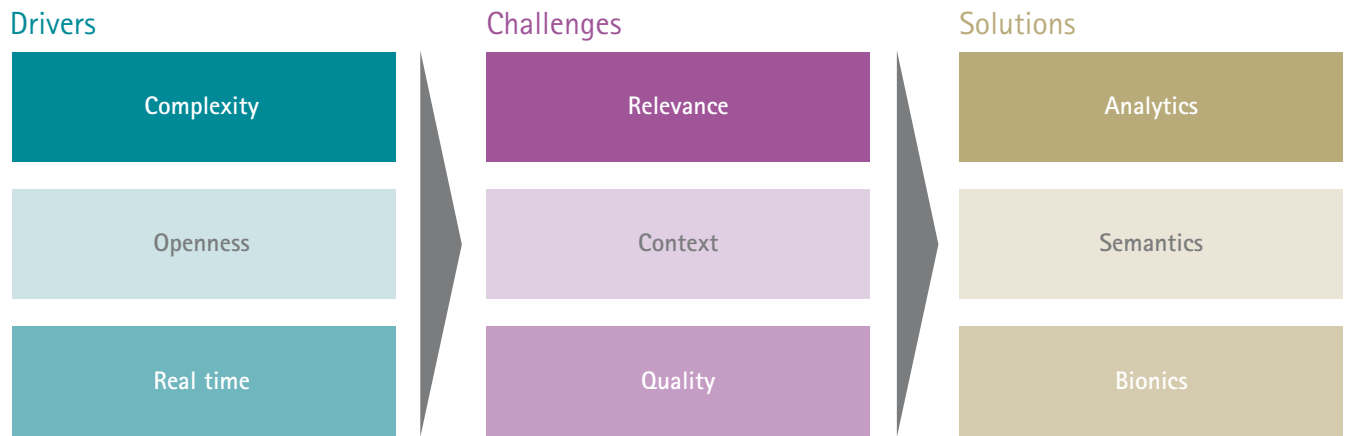 Drivers
Challenges
Solutions
Complexity
Relevance
Analytics
Openness
Context
Semantics
Real time
Quality
Bionics